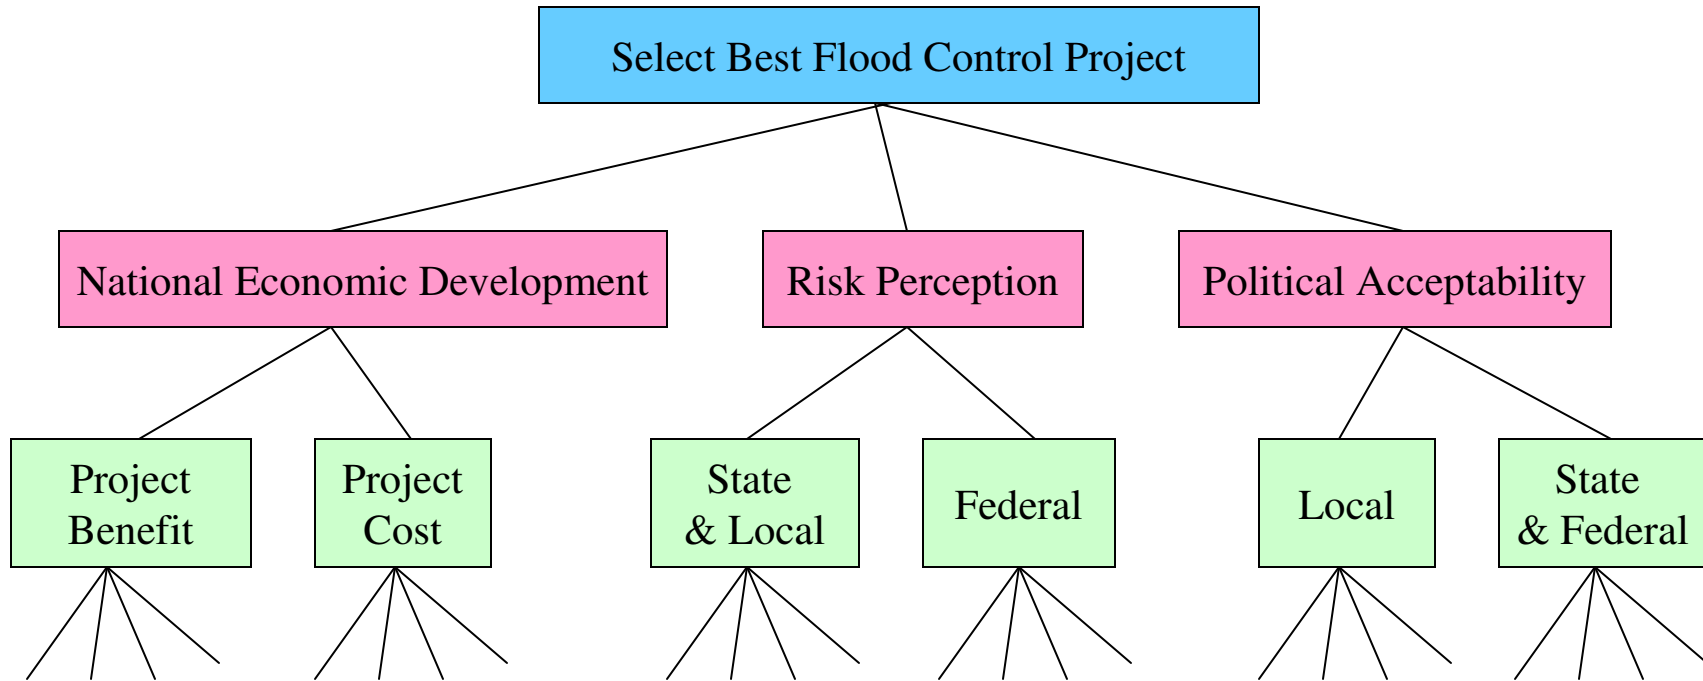 Select Best Flood Control Project
National Economic Development
Risk Perception
Political Acceptability
Project
Benefit
Project
Cost
State
& Local
Federal
Local
State
& Federal